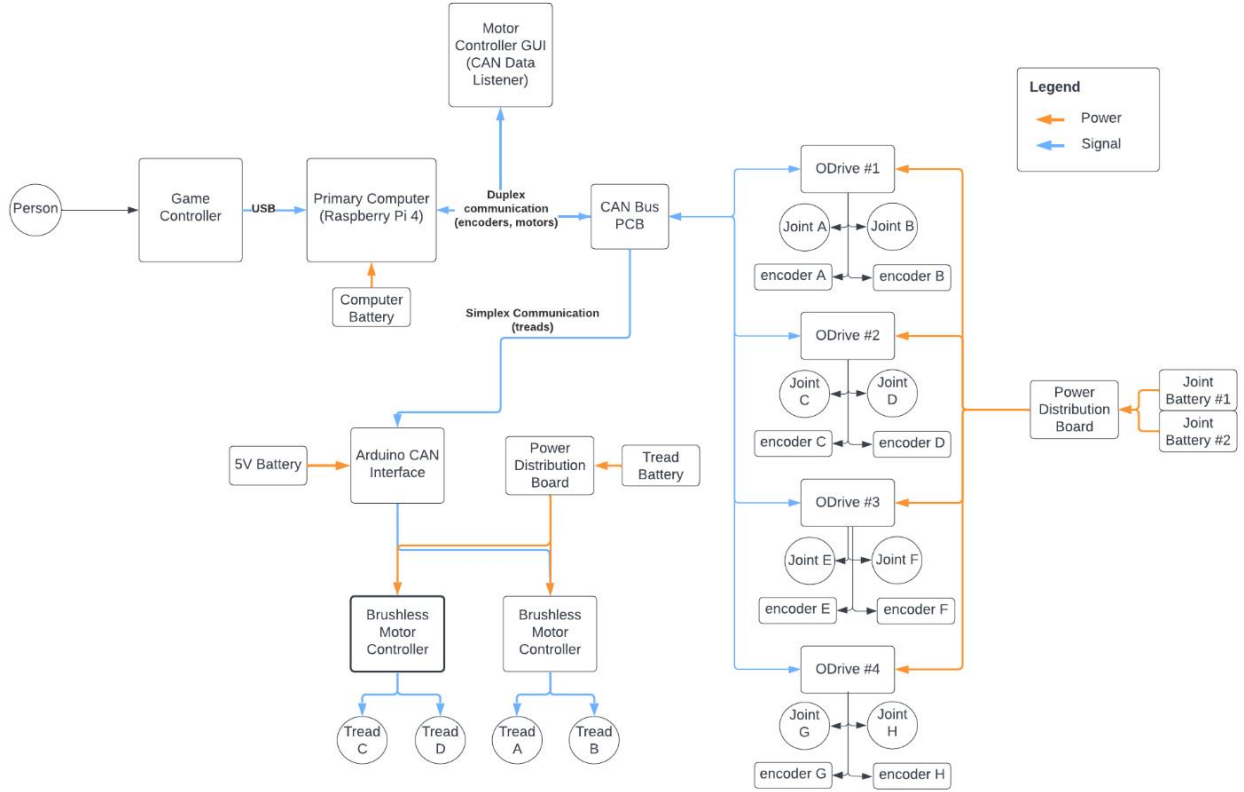 Motor
Controller GUI
(CAN Data
Listener)
Legend
Power
Signal
Person
Game
Controller
USB
Primary Computer
(Raspberry Pi 4)
Duplex
communication
(encoders, motors)
CAN Bus
PCB
Computer
Battery
Simplex Communication
(treads)
ODrive #1
Joint A
Joint B
encoder A
encoder B
ODrive #2
Joint
C
Joint
D
encoder C
encoder D
ODrive #3
Joint E
Joint F
encoder E
encoder F
ODrive #4
Joint
G
Joint
H
encoder G
encoder H
Power
Distribution
Board
Joint
Battery #1
Joint
Battery #2
5V Battery
Arduino CAN
Interface
Power
Distribution
Board
Tread
Battery
Brushless
Motor
Controller
Brushless
Motor
Controller
Tread
C
Tread
D
Tread
A
Tread
B